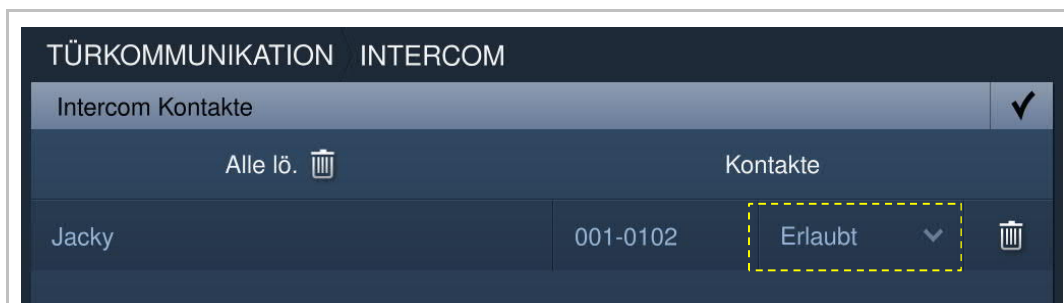 TÜRKOMMUNIKATION INTERCOM
Intercom Kontakte
Alle lö. Kontakte
Jacky 001-0102 Erlaubt